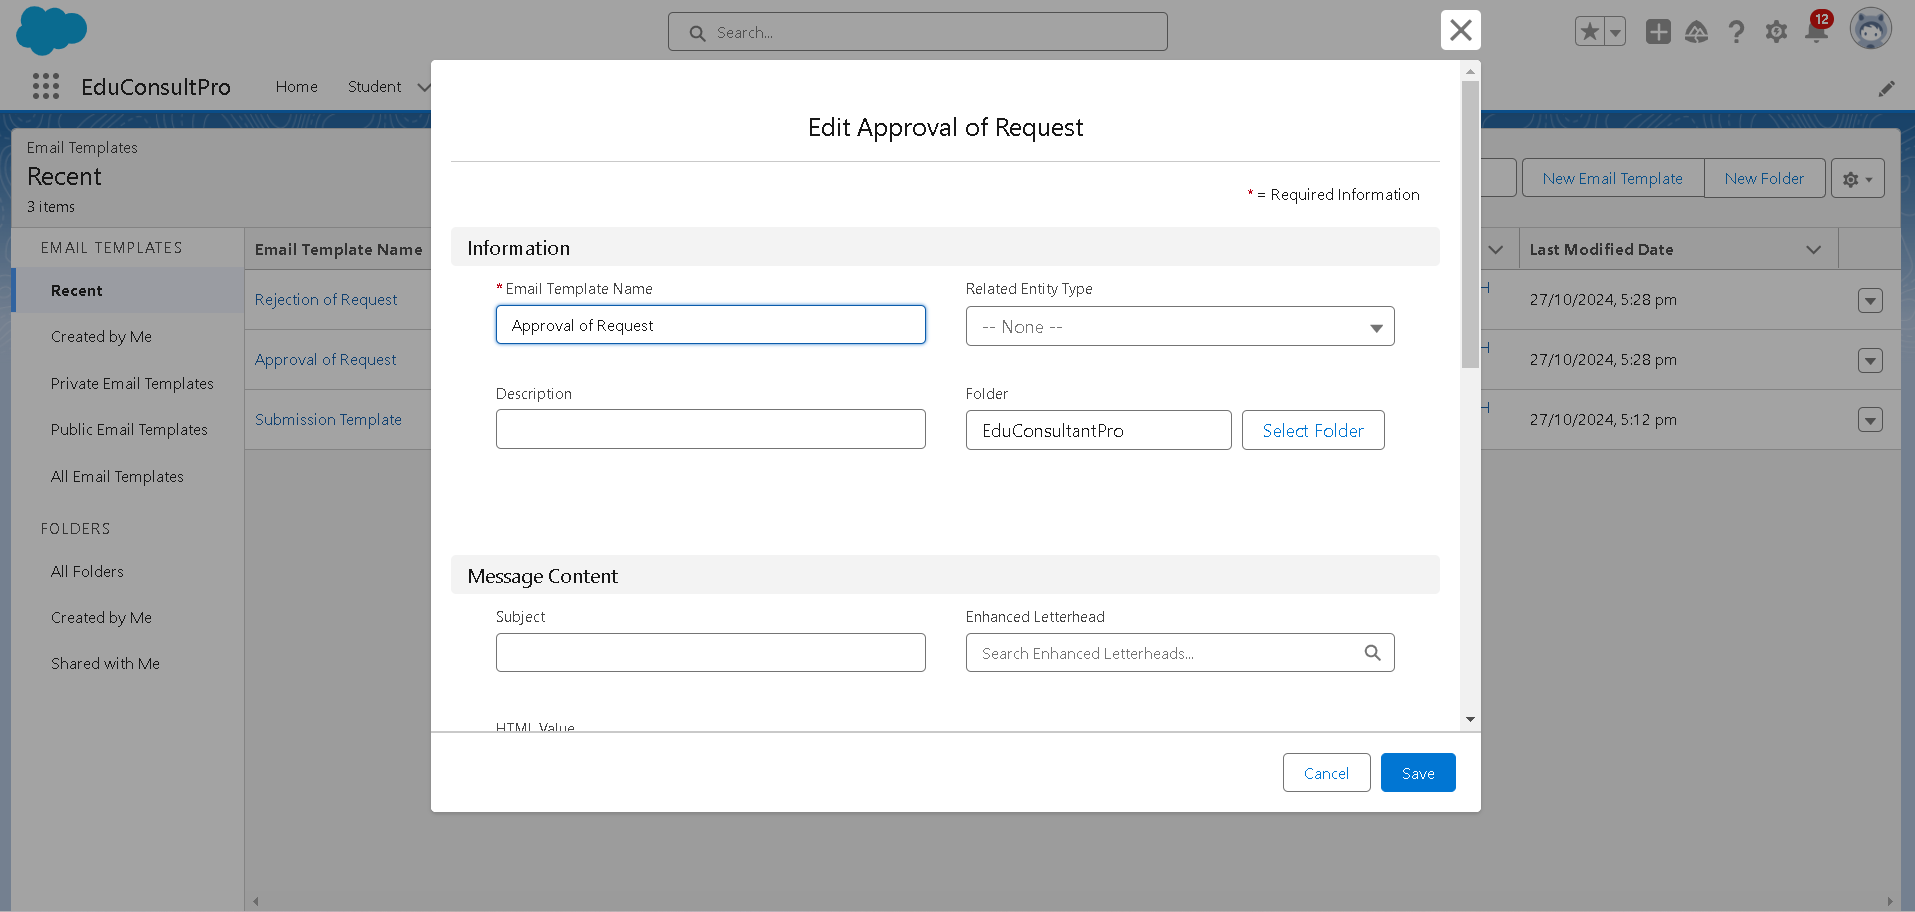 Search...
12
EduConsultPro
Home
Student
Email Templates
Recent
3 items
New Email Template
New Folder
EMAIL TEMPLATES
Recent
Created by Me
Private Email Templates
Public Email Templates
All Email Templates
FOLDERS
All Folders
Created by Me
Shared with Me
Email Template Name
Last Modified Date
Rejection of Request
H
27/10/2024, 5:28 pm
Approval of Request
H
27/10/2024, 5:28 pm
Submission Template
H
27/10/2024, 5:12 pm
Edit Approval of Request
* = Required Information
Information
* Email Template Name
Related Entity Type
Approval of Request
-- None --
Description
Folder
EduConsultantPro
Select Folder
Message Content
Subject
Enhanced Letterhead
Search Enhanced Letterheads...
HTML Value
Cancel
Save